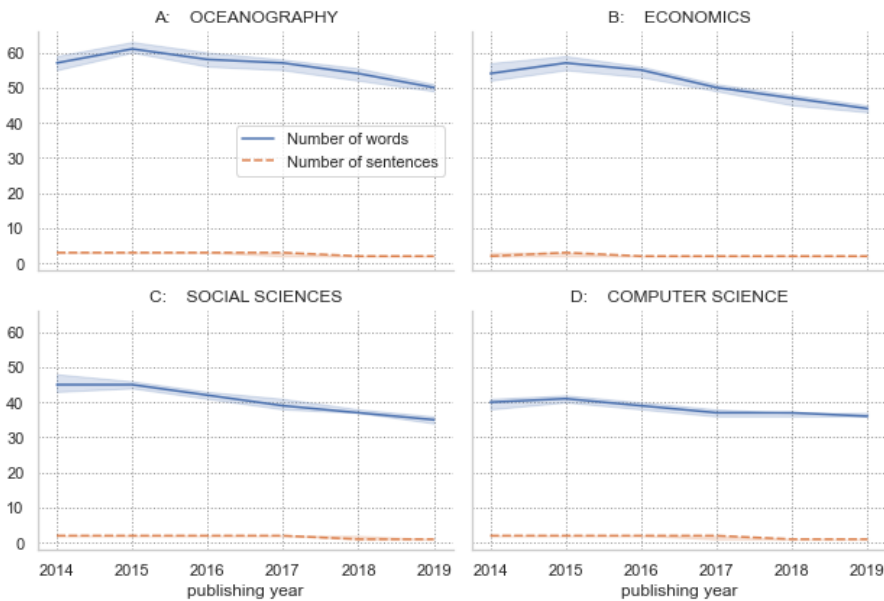 A: OCEANOGRAPHY
B: ECONOMICS
60
50
40
30
20
10
0
Number of words
Number of sentences
C: SOCIAL SCIENCES
D: COMPUTER SCIENCE
60
50
40
30
20
10
0
2014 2015 2016 2017 2018 2019
publishing year
2014 2015 2016 2017 2018 2019
publishing year